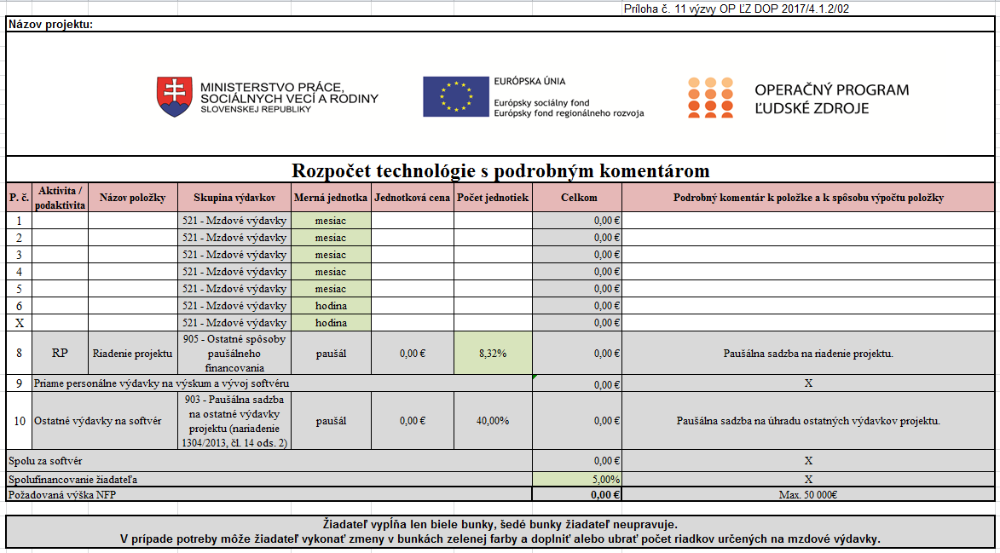 Príloha č. 11 výzvy OP ĽZ DOP 2017/4.1.2/02
Názov projektu:
MINISTERSTVO PRÁCE,
SOCIÁLNYCH VECÍ A RODINY
SLOVENSKEJ REPUBLIKY
EURÓPSKA ÚNIA
Európsky sociálny fond
Európsky fond regionálneho rozvoja
OPERAČNÝ PROGRAM
ĽUDSKÉ ZDROJE
Rozpočet technológie s podrobným komentárom
P. č. Aktivita / podaktivita Názov položky Skupina výdavkov Merná jednotka Jednotková cena Počet jednotiek Celkom Podrobný komentár k položke a k spôsobu výpočtu položky
1 521 - Mzdové výdavky mesiac 0,00 €
2 521 - Mzdové výdavky mesiac 0,00 €
3 521 - Mzdové výdavky mesiac 0,00 €
4 521 - Mzdové výdavky mesiac 0,00 €
5 521 - Mzdové výdavky mesiac 0,00 €
6 521 - Mzdové výdavky hodina 0,00 €
X 521 - Mzdové výdavky hodina 0,00 €
8 RP Riadenie projektu 905 - Ostatné spôsoby paušálneho financovania paušál 0,00 € 8,32% 0,00 € Paušálna sadzba na riadenie projektu.
9 Priame personálne výdavky na výskum a vývoj softvéru 0,00 € X
10 Ostatné výdavky na softvér 903 - Paušálna sadzba na ostatné výdavky projektu (nariadenie 1304/2013, čl. 14 ods. 2) paušál 0,00 € 40,00% 0,00 € Paušálna sadzba na úhradu ostatných výdavkov projektu.
Spolu za softvér 0,00 € X
Spolufinancovanie žiadateľa 5,00% X
Požadovaná výška NFP 0,00 € Max. 50 000€
Žiadateľ vypĺňa len biele bunky, šedé bunky žiadateľ neupravuje.
V prípade potreby môže žiadateľ vykonať zmeny v bunkách zelenej farby a doplniť alebo ubrať počet riadkov určených na mzdové výdavky.